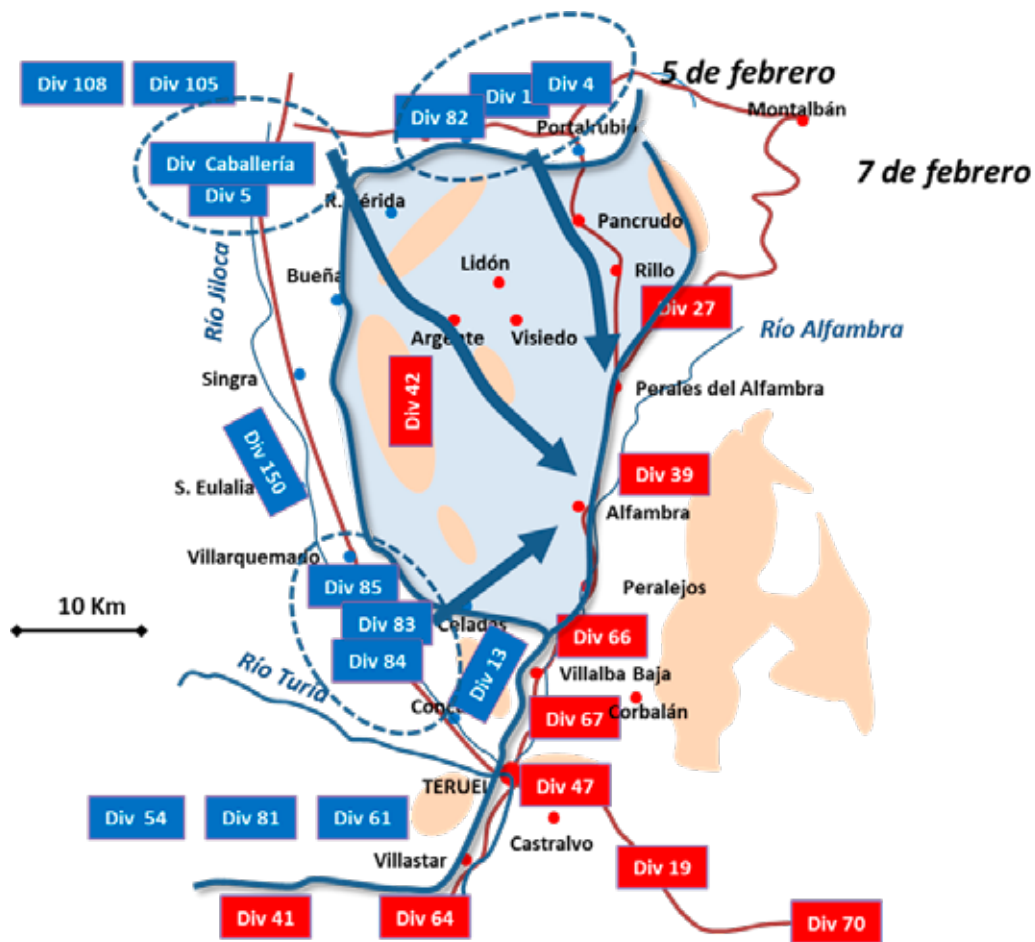 5 de febrero
Div 108
Div 105
Div 4
Div 1
Div 82
Montalbán
Portalrubio
Div Caballería
7 de febrero
Div 5
Pancrudo
Río Jiloca
Lidón
Rillo
Bueña
Div 27
Río Alfambra
Argente
Visiedo
Singra
Div 42
Perales del Alfambra
Div 150
Div 39
S. Eulalia
Alfambra
Villarquemado
Div 85
Peralejos
10 Km
Div 83
Celadas
Div 66
Div 84
Río Turia
Div 13
Villalba Baja
Corbalán
Div 67
TERUEL
Div 47
Div 54
Div 81
Div 61
Castralvo
Villastar
Div 19
Div 41
Div 64
Div 70